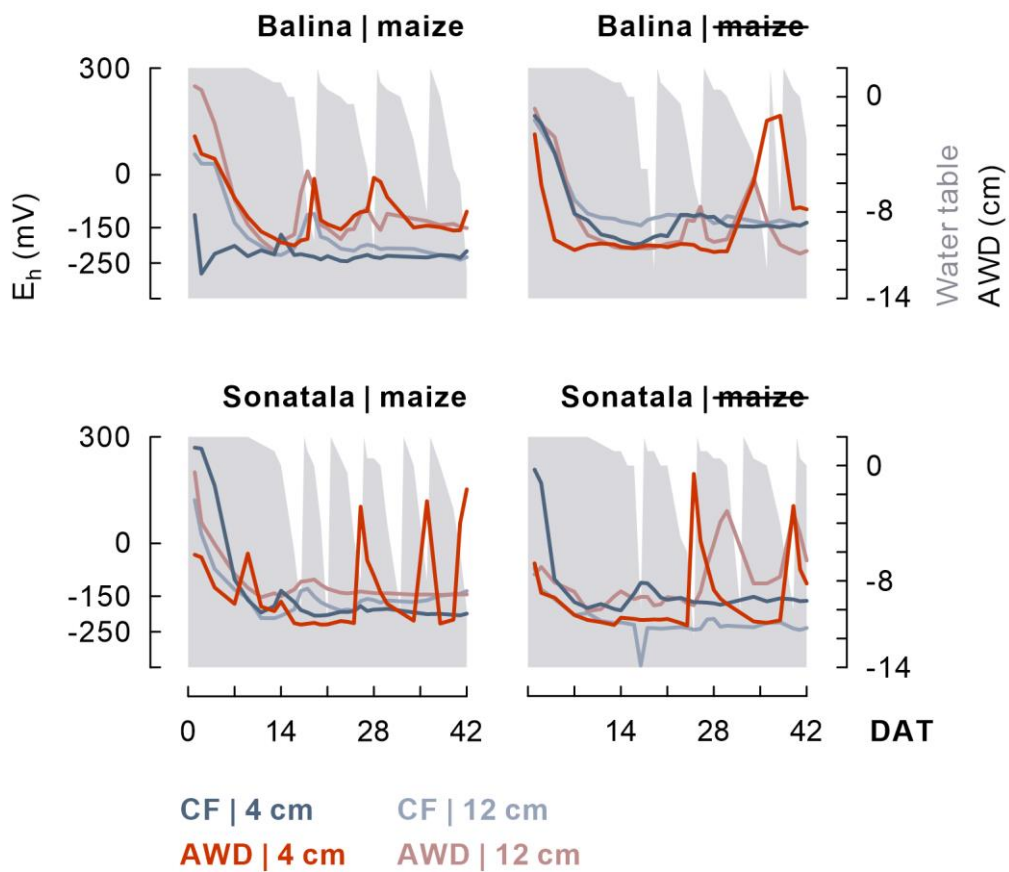 Balina | maize
Balina | maize
300
0
-150
-250
Eh (mV)
0
-8
-14
Water table
AWD (cm)
Sonatala | maize
Sonatala | maize
300
0
-150
-250
0
-8
-14
0 14 28 42
14 28 42
DAT
CF | 4 cm
CF | 12 cm
AWD | 4 cm
AWD | 12 cm